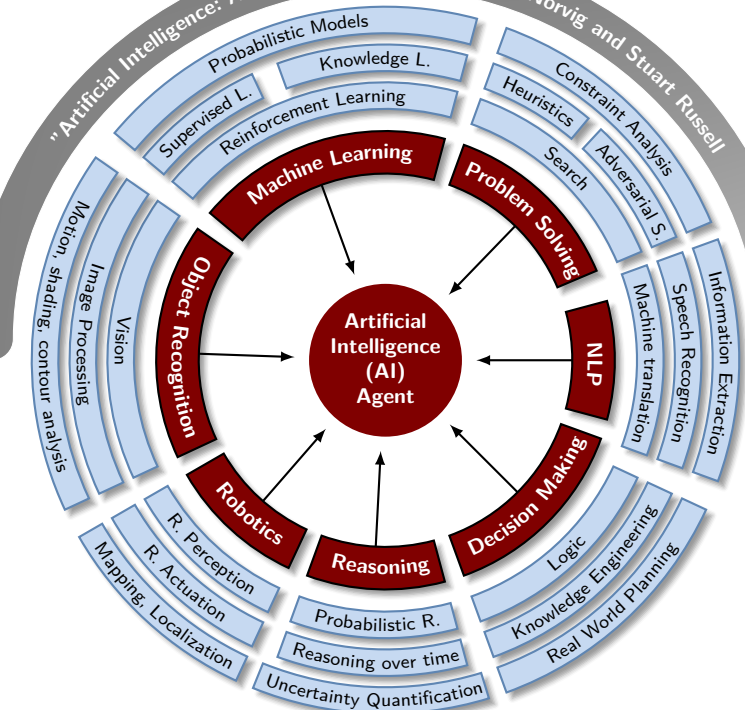 "Artificial Intelligence: A
Norvig and Stuart Russell
Probabilistic Models
Supervised L.
Knowledge L.
Reinforcement Learning
Machine Learning
Constraint Analysis
Heuristics
Adversarial S.
Search
Problem Solving
Motion, shading, contour analysis
Image Processing
Vision
Object Recognition
Artificial
Intelligence
(AI)
Agent
NLP
Machine translation
Speech Recognition
Information Extraction
Robotics
R. Perception
R. Actuation
Mapping, Localization
Reasoning
Probabilistic R.
Reasoning over time
Uncertainty Quantification
Decision Making
Logic
Knowledge Engineering
Real World Planning